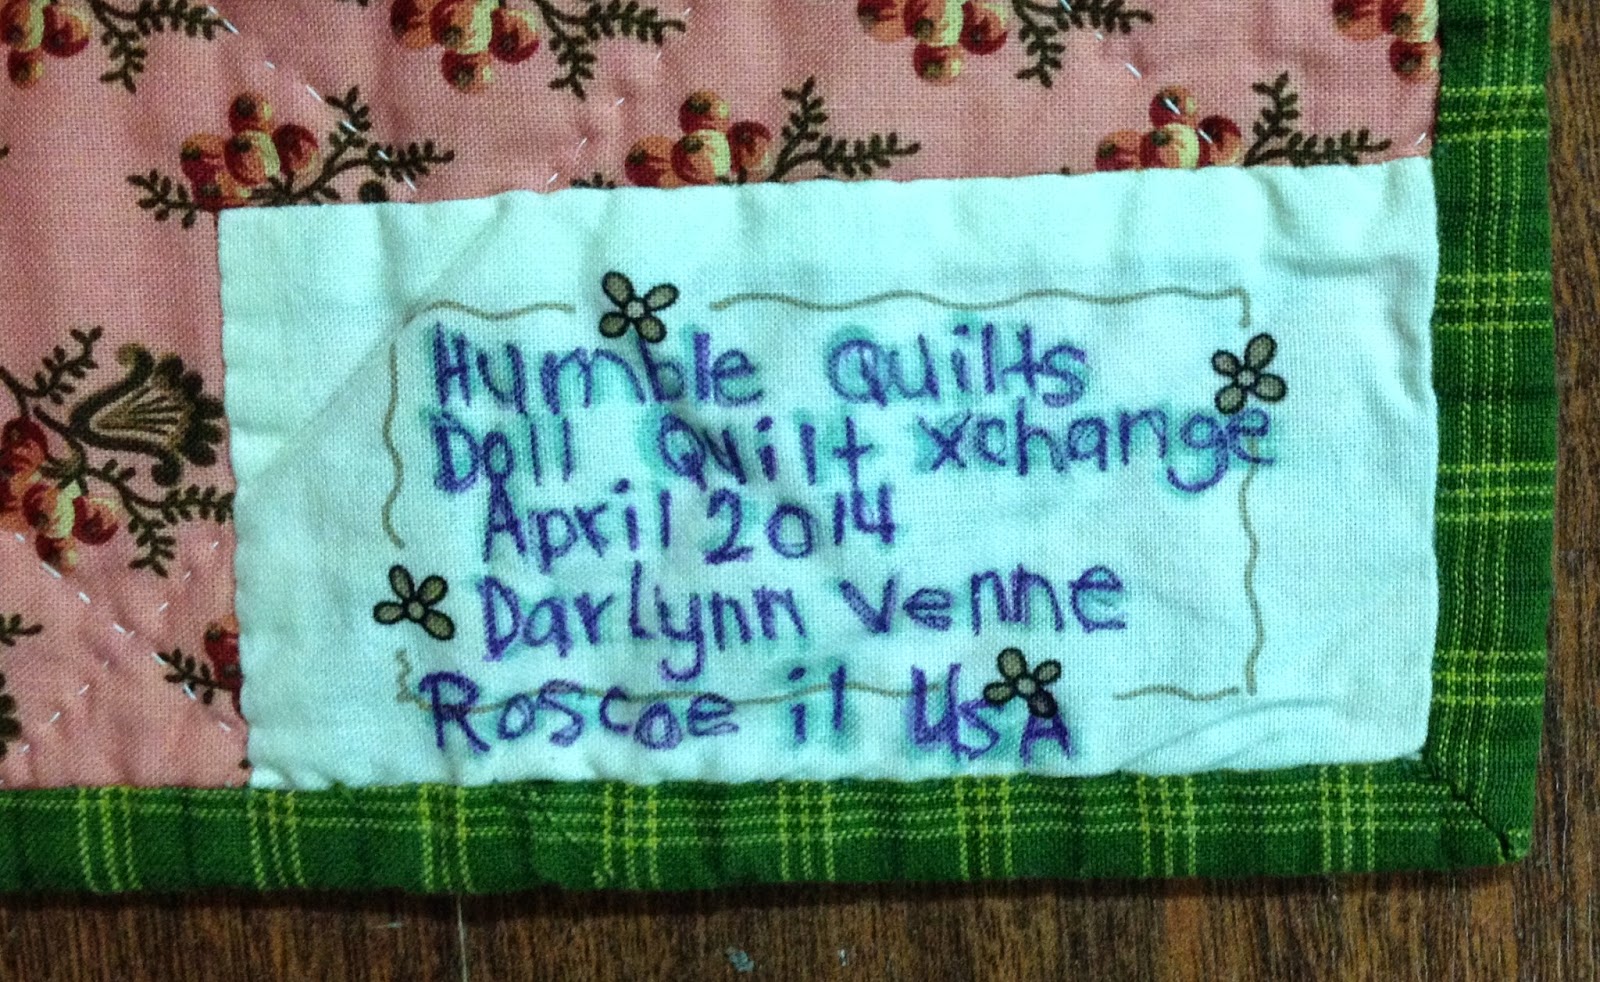 Humble Quilts
Doll Quilt xchange
April 2014
Darlynn Venne
Roscoe il USA